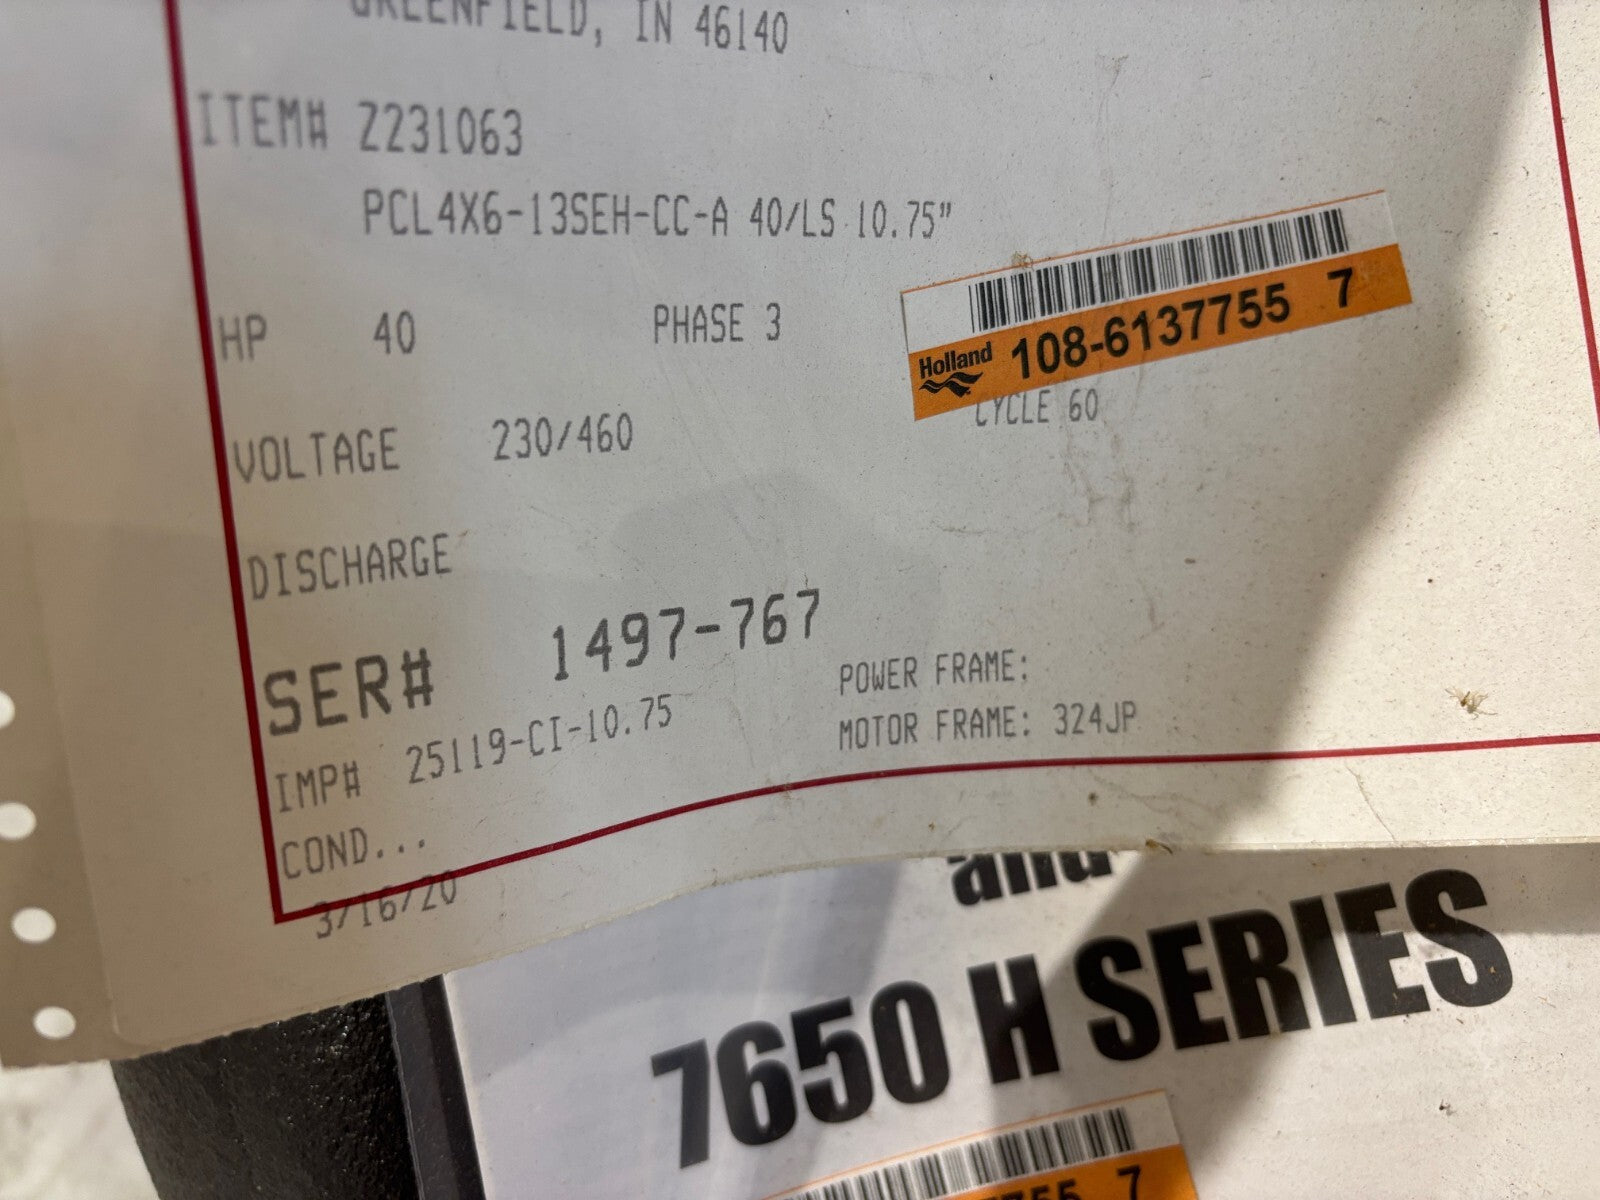 GREENFIELD, IN 46140
ITEM# Z231063
PCL4X6-13SEH-CC-A 40/LS 10.75"
HP 40 PHASE 3
Holland 108-6137755 7
CYCLE 60
VOLTAGE 230/460
DISCHARGE
SER# 1497-767
POWER FRAME:
IMP# 25119-CI-10.75
MOTOR FRAME: 324JP
COND...
3/16/20
and
7650 H SERIES
7